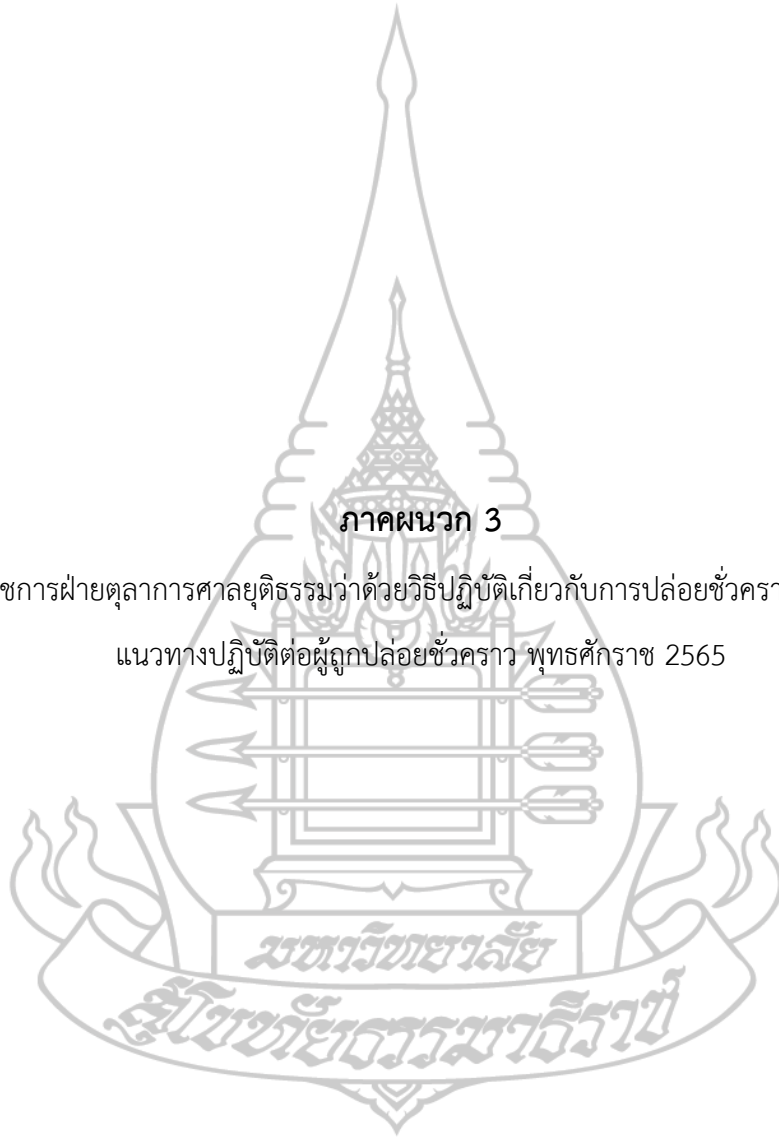 ภาคผนวก 3
ชการฝ่ายตุลาการศาลยุติธรรมว่าด้วยวิธีปฏิบัติเกี่ยวกับการปล่อยชั่วครา
แนวทางปฏิบัติต่อผู้ถูกปล่อยชั่วคราว พุทธศักราช 2565
มหาวิทยาลัย
สุโขทัยธรรมาธิราช